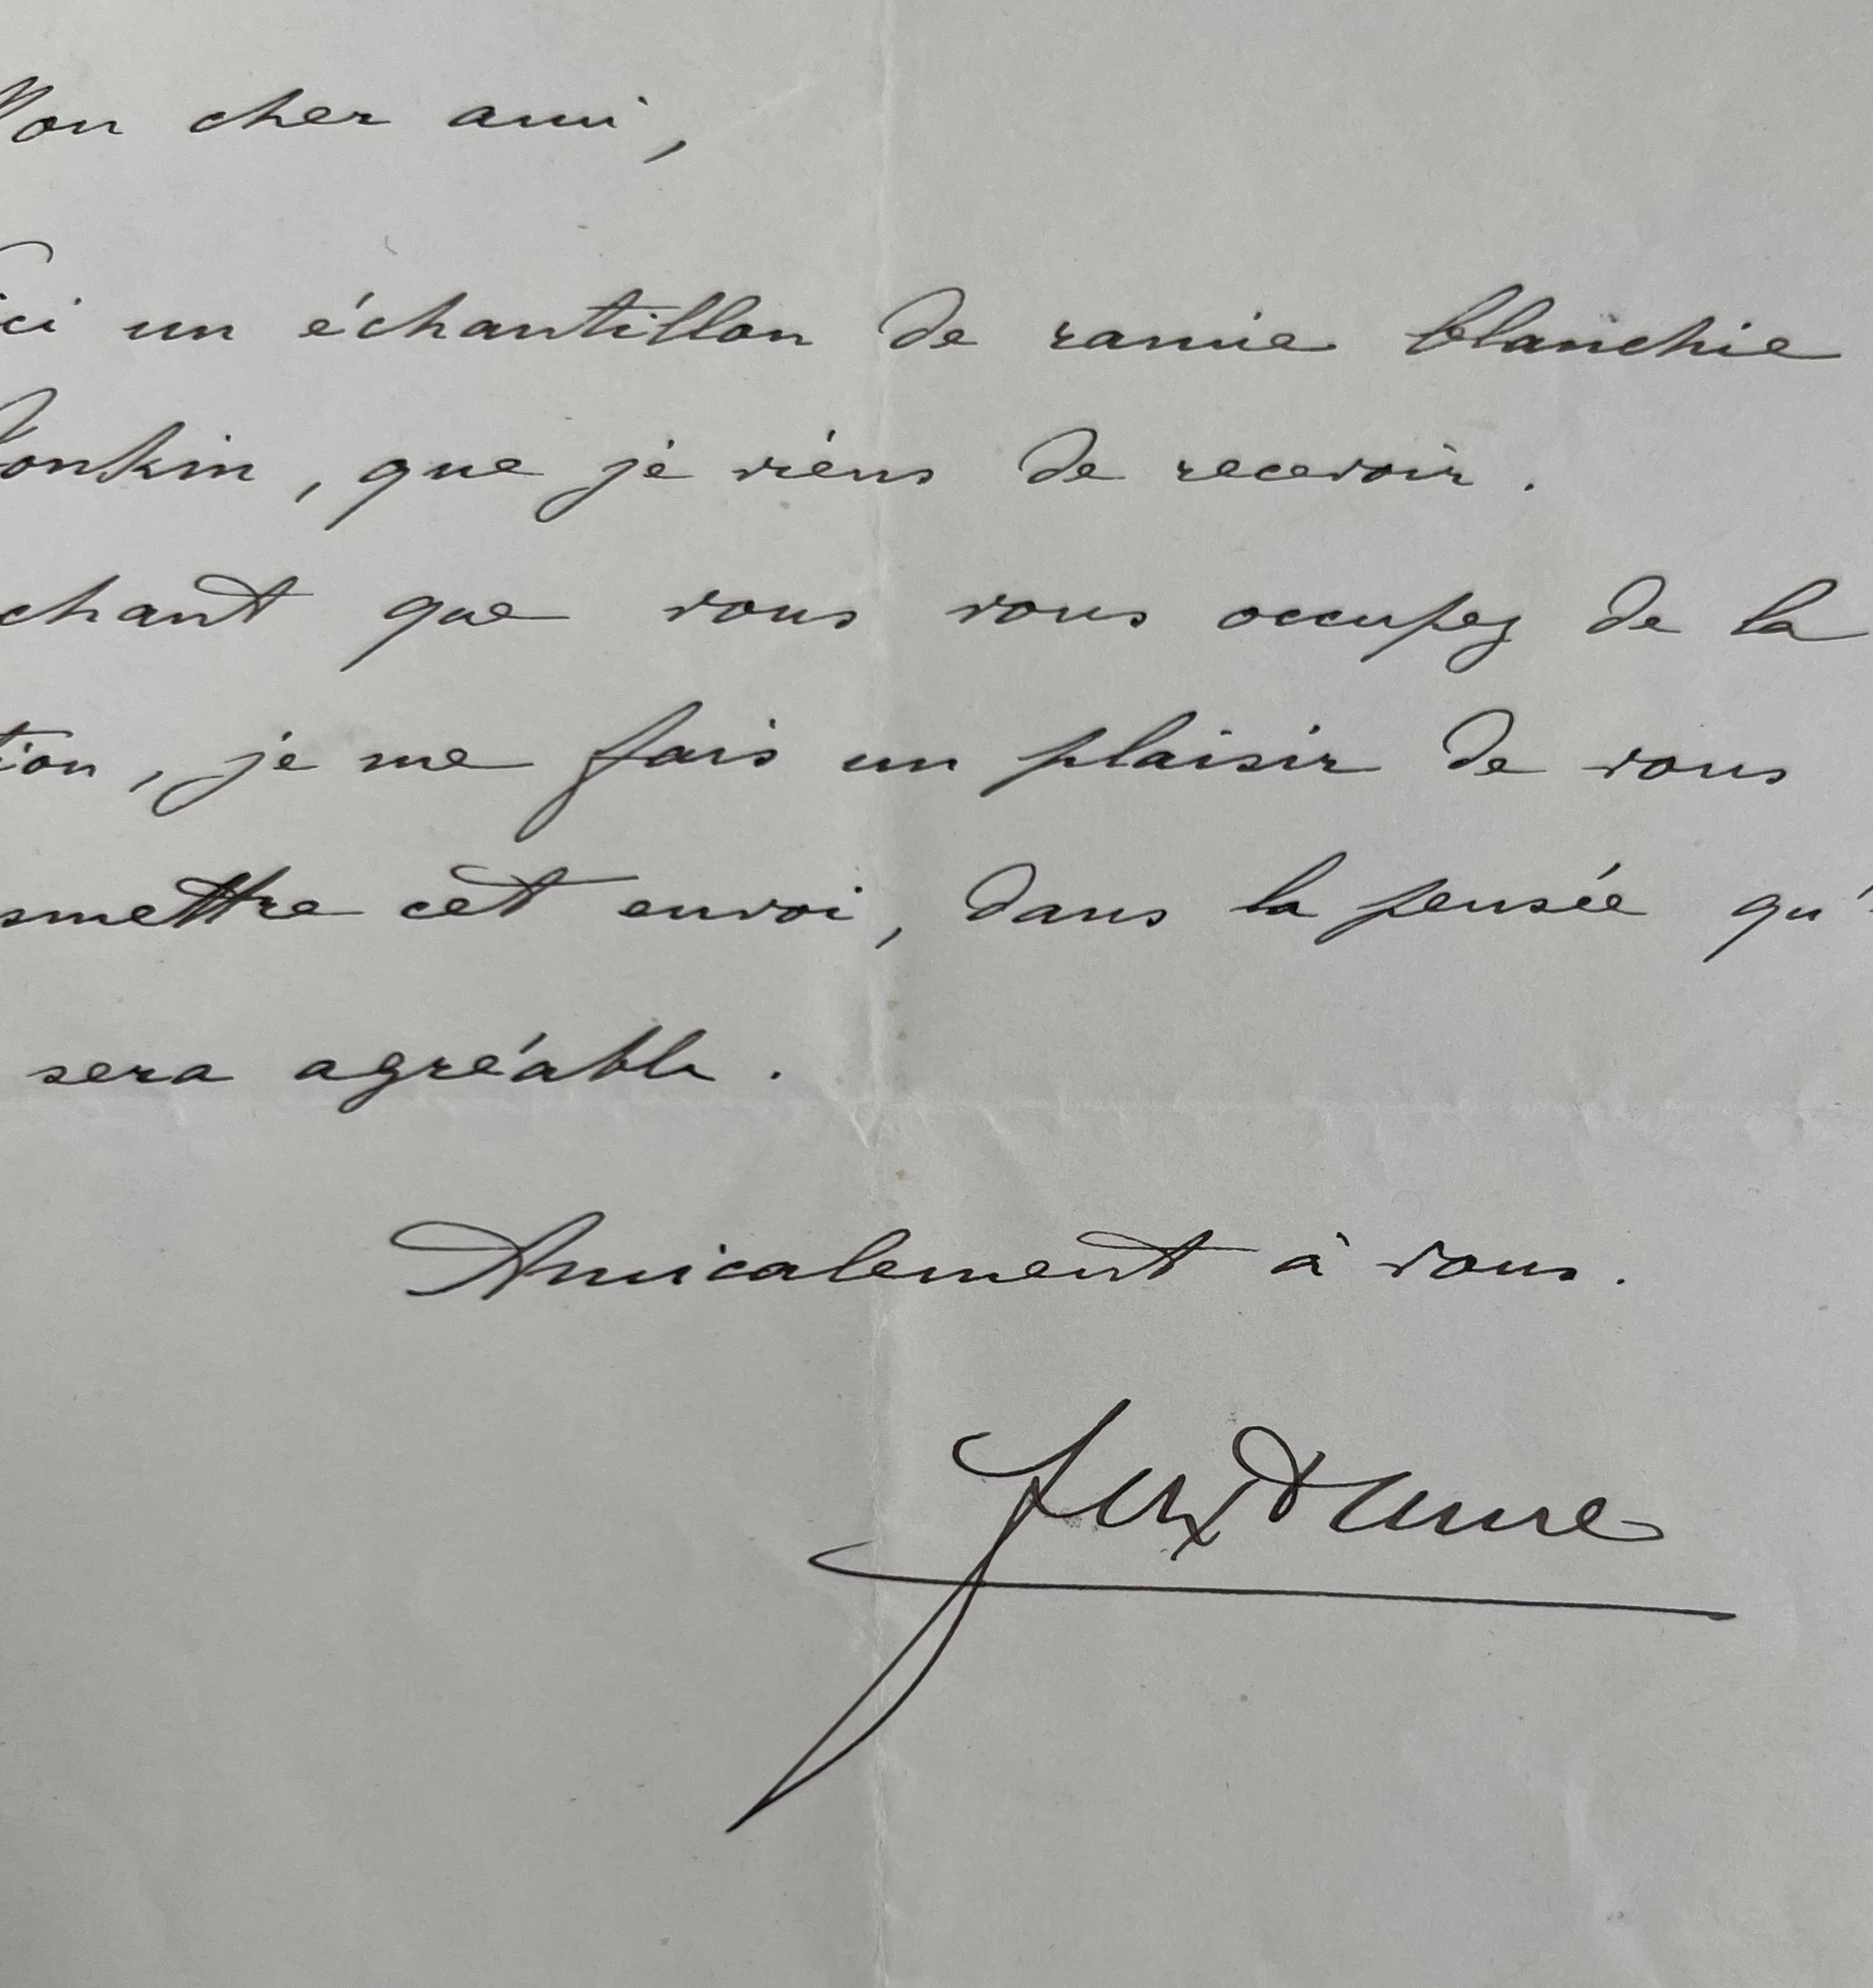 Mon cher ami,
ici un échantillon de ramie blanchie
Tonkin, que je viens de recevoir.
chant que vous vous occupez de la
tion, je me fais un plaisir de vous
smettre cet envoi, dans la pensée qu'
sera agréable.
Amicalement à vous.